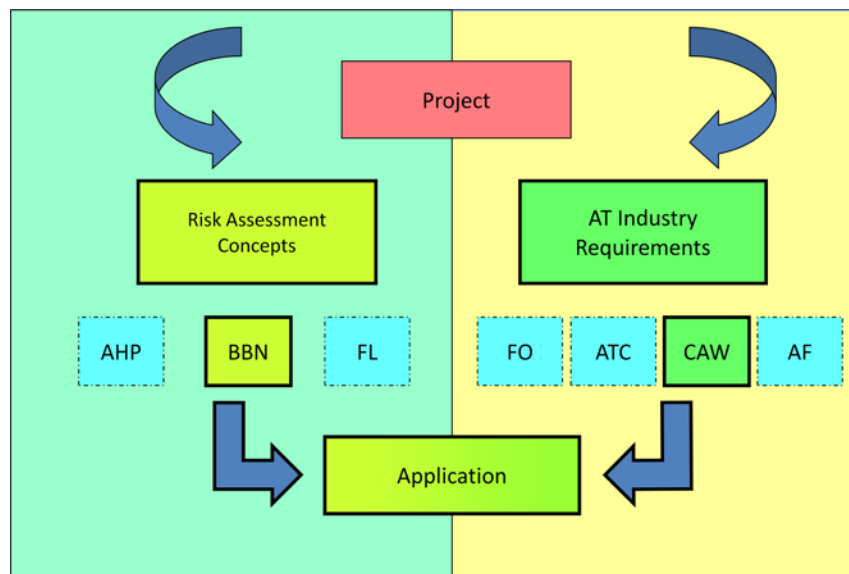 Project
Risk Assessment
Concepts
AT Industry
Requirements
AHP
BBN
FL
FO
ATC
CAW
AF
Application